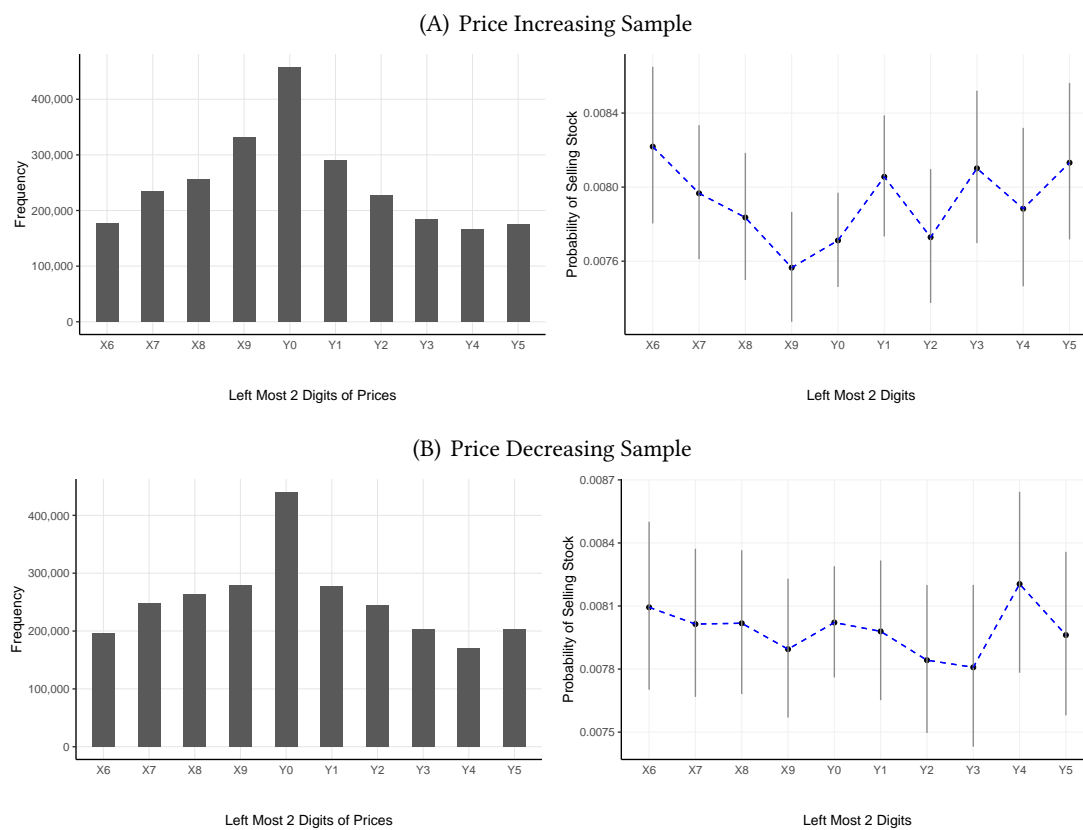 (A) Price Increasing Sample
Frequency
400,000
300,000
200,000
100,000
0
X6 X7 X8 X9 Y0 Y1 Y2 Y3 Y4 Y5
Left Most 2 Digits of Prices
Probability of Selling Stock
0.0084
0.0080
0.0076
X6 X7 X8 X9 Y0 Y1 Y2 Y3 Y4 Y5
Left Most 2 Digits
(B) Price Decreasing Sample
Frequency
400,000
300,000
200,000
100,000
0
X6 X7 X8 X9 Y0 Y1 Y2 Y3 Y4 Y5
Left Most 2 Digits of Prices
Probability of Selling Stock
0.0087
0.0084
0.0081
0.0078
0.0075
X6 X7 X8 X9 Y0 Y1 Y2 Y3 Y4 Y5
Left Most 2 Digits